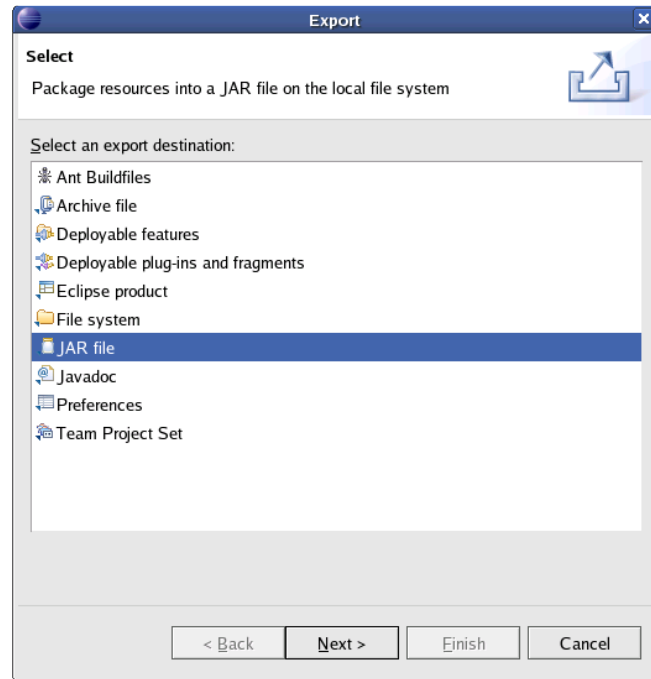 Export
Select
Package resources into a JAR file on the local file system
Select an export destination:
Ant Buildfiles
Archive file
Deployable features
Deployable plug-ins and fragments
Eclipse product
File system
JAR file
Javadoc
Preferences
Team Project Set
< Back Next > Finish Cancel